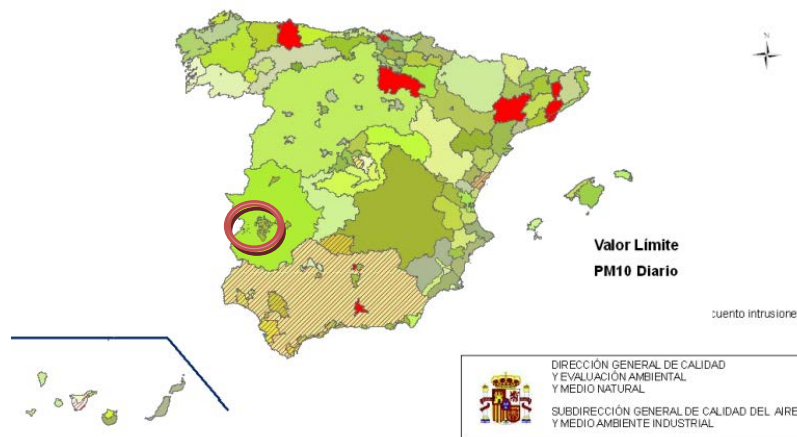 N
Valor Límite
PM10 Diario
:uento intrusione
DIRECCIÓN GENERAL DE CALIDAD
Y EVALUACIÓN AMBIENTAL
Y MEDIO NATURAL
SUBDIRECCIÓN GENERAL DE CALIDAD DEL AIRE
Y MEDIO AMBIENTE INDUSTRIAL